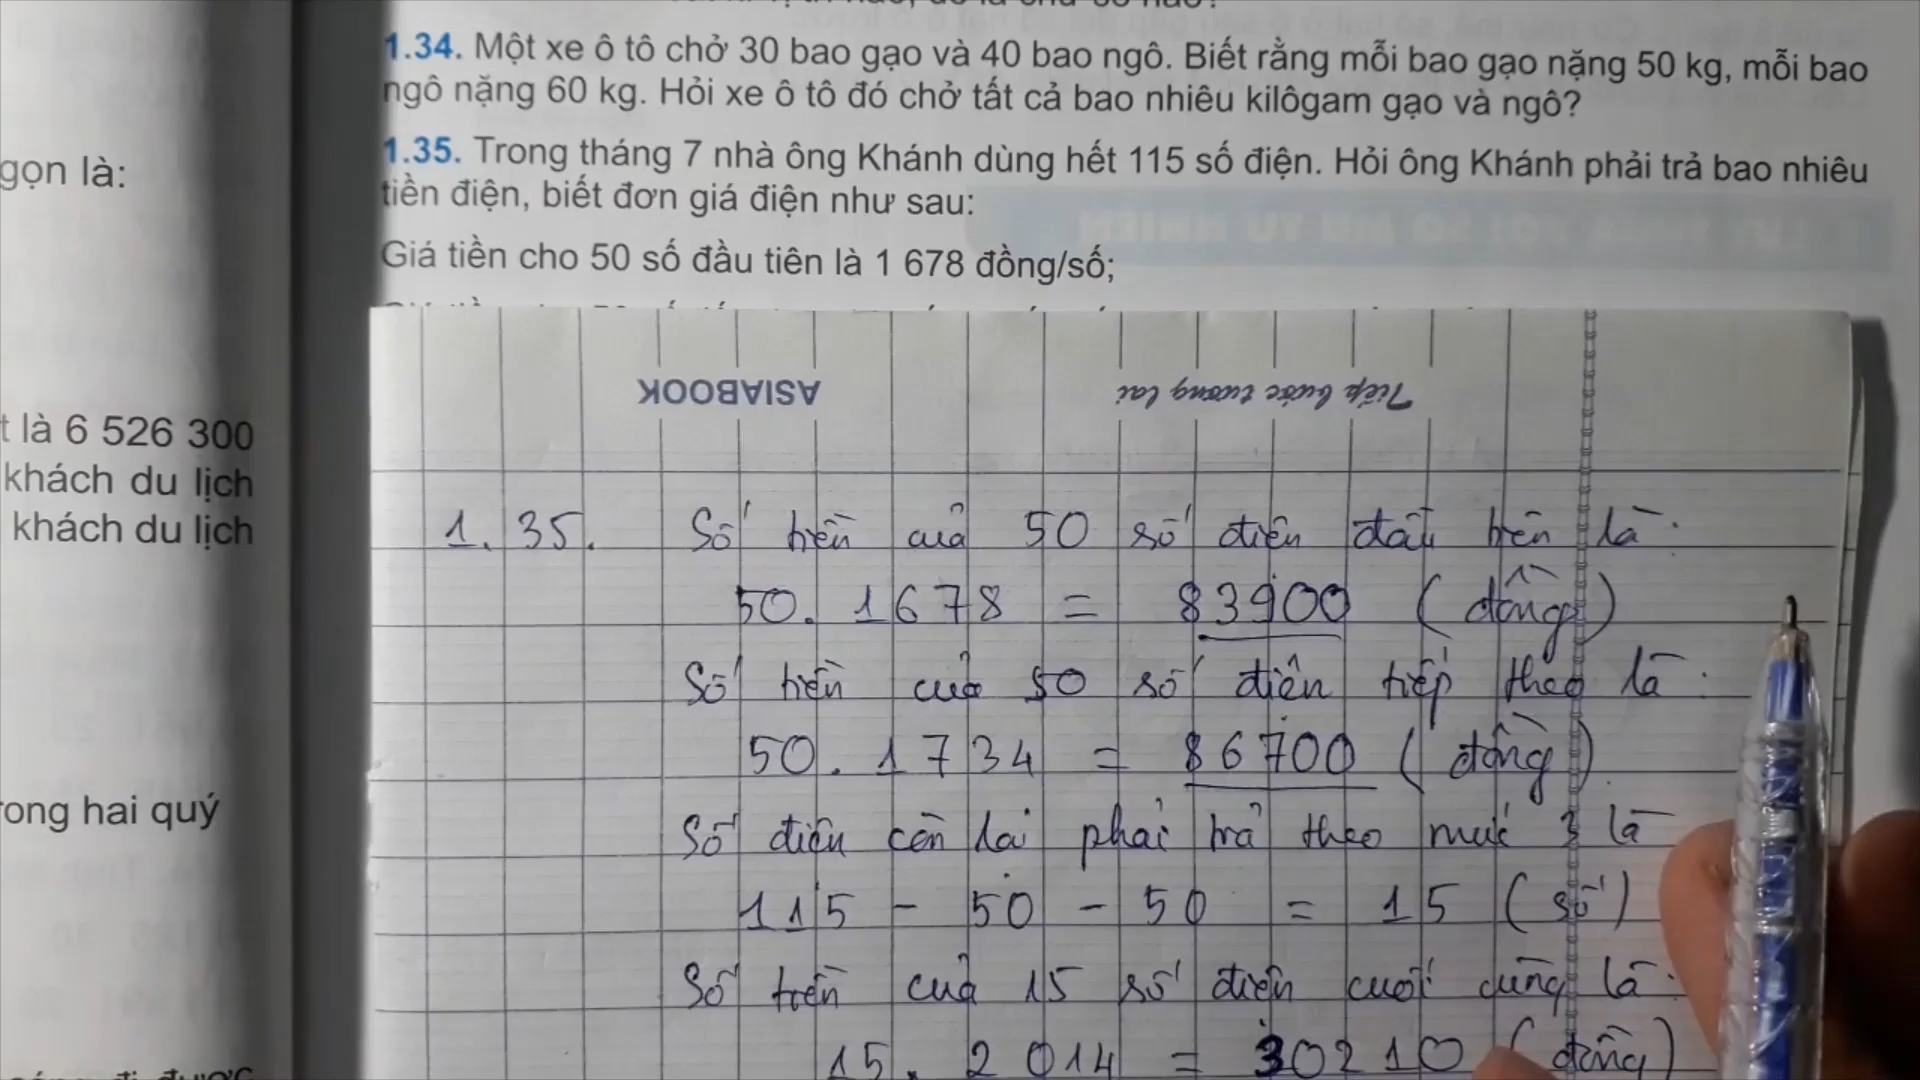 1.34. Một xe ô tô chở 30 bao gạo và 40 bao ngô. Biết rằng mỗi bao gạo nặng 50 kg, mỗi bao
ngô nặng 60 kg. Hỏi xe ô tô đó chở tất cả bao nhiêu kilôgam gạo và ngô?
1.35. Trong tháng 7 nhà ông Khánh dùng hết 115 số điện. Hỏi ông Khánh phải trả bao nhiêu
tiền điện, biết đơn giá điện như sau:
Giá tiền cho 50 số đầu tiên là 1 678 đồng/số;
gọn là:
t là 6 526 300
khách du lịch
khách du lịch
rong hai quý
ASIABOOK
Tiếp bước tương lai
1.35. Số tiền của 50 số điện đầu tiên là:
50. 1678 = 83900 (đồng)
Số tiền của 50 số điện tiếp theo là:
50. 1734 = 86700 (đồng)
Số điện còn lại phải trả theo mức 3 là
115 - 50 - 50 = 15 (số)
Số tiền của 15 số điện cuối cùng là:
15. 2014 = 30210 (đồng)